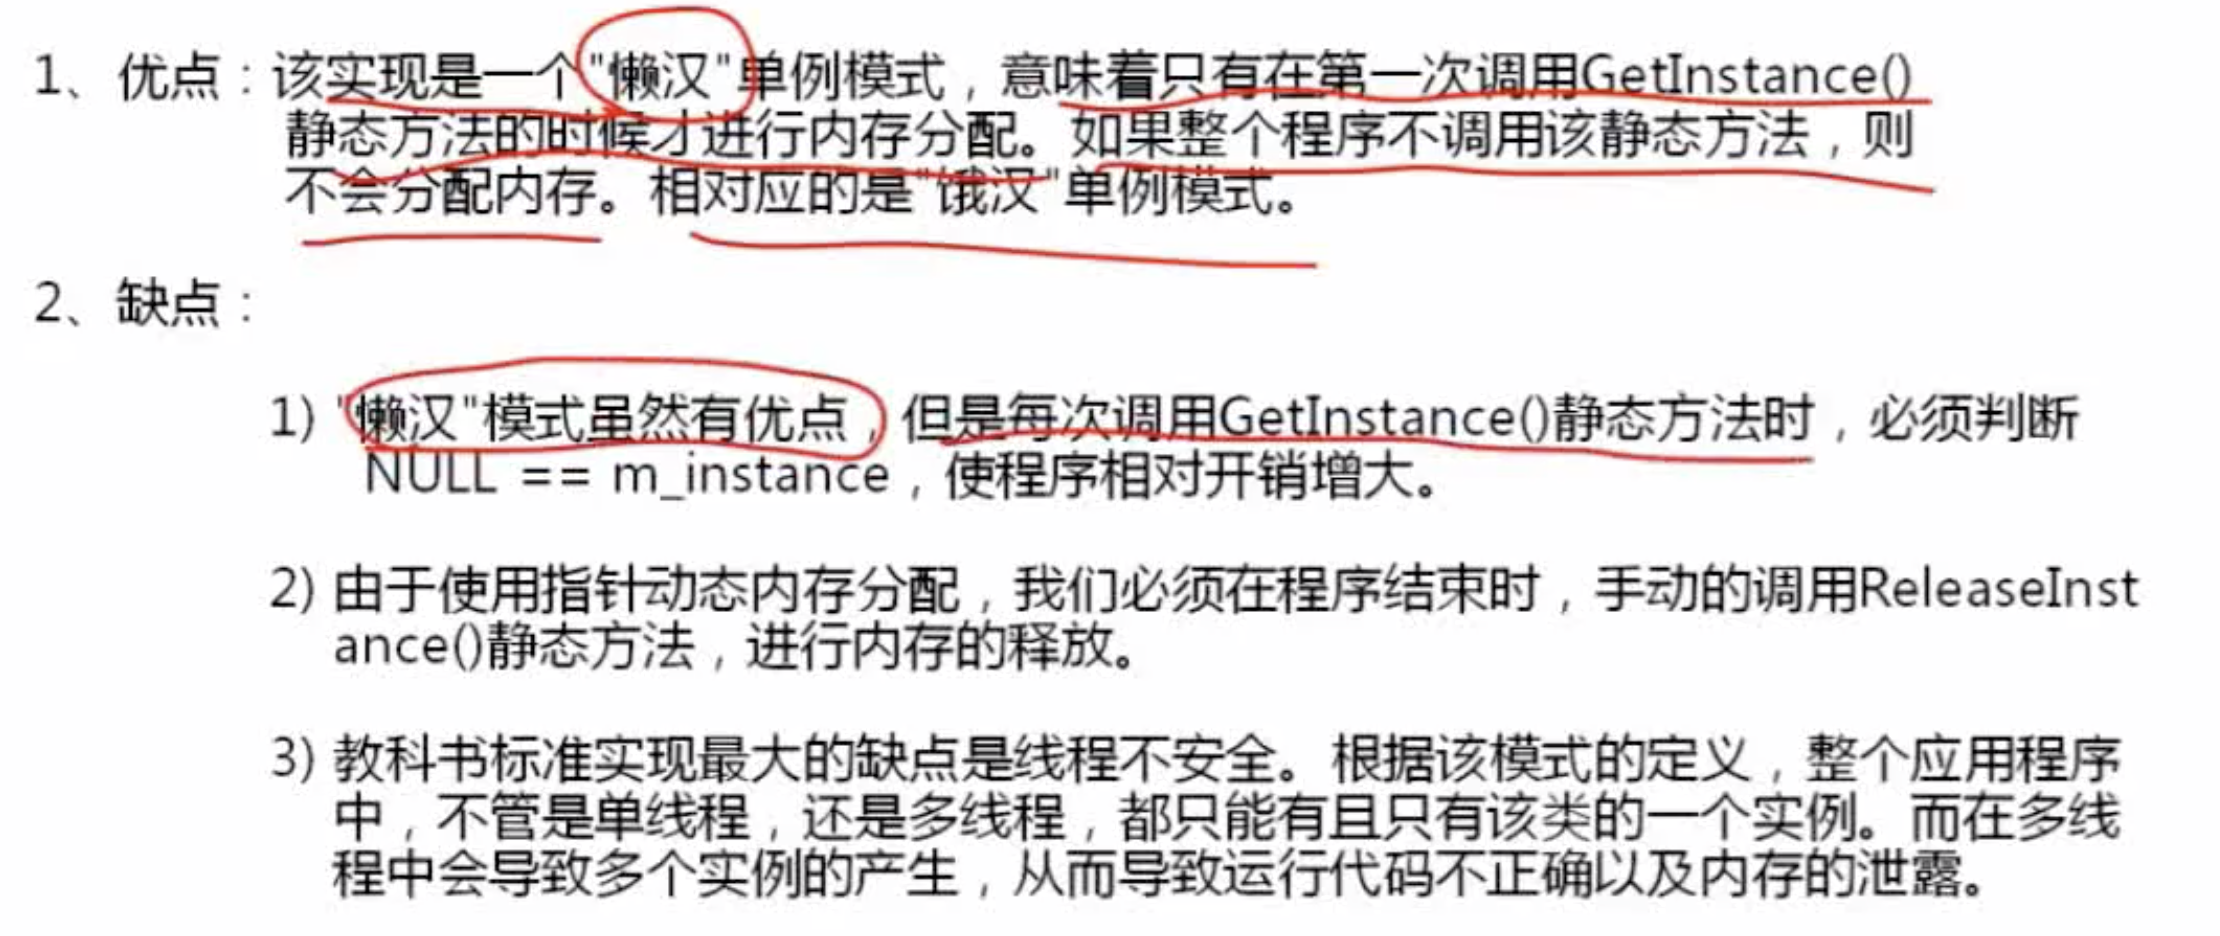 1、优点：该实现是一个"懒汉"单例模式，意味着只有在第一次调用GetInstance()
静态方法的时候才进行内存分配。如果整个程序不调用该静态方法，则
不会分配内存。相对应的是"饿汉"单例模式。
2、缺点：
1) "懒汉"模式虽然有优点，但是每次调用GetInstance()静态方法时，必须判断
NULL == m_instance，使程序相对开销增大。
2) 由于使用指针动态内存分配，我们必须在程序结束时，手动的调用ReleaseInst
ance()静态方法，进行内存的释放。
3) 教科书标准实现最大的缺点是线程不安全。根据该模式的定义，整个应用程序
中，不管是单线程，还是多线程，都只能有且只有该类的一个实例。而在多线
程中会导致多个实例的产生，从而导致运行代码不正确以及内存的泄露。